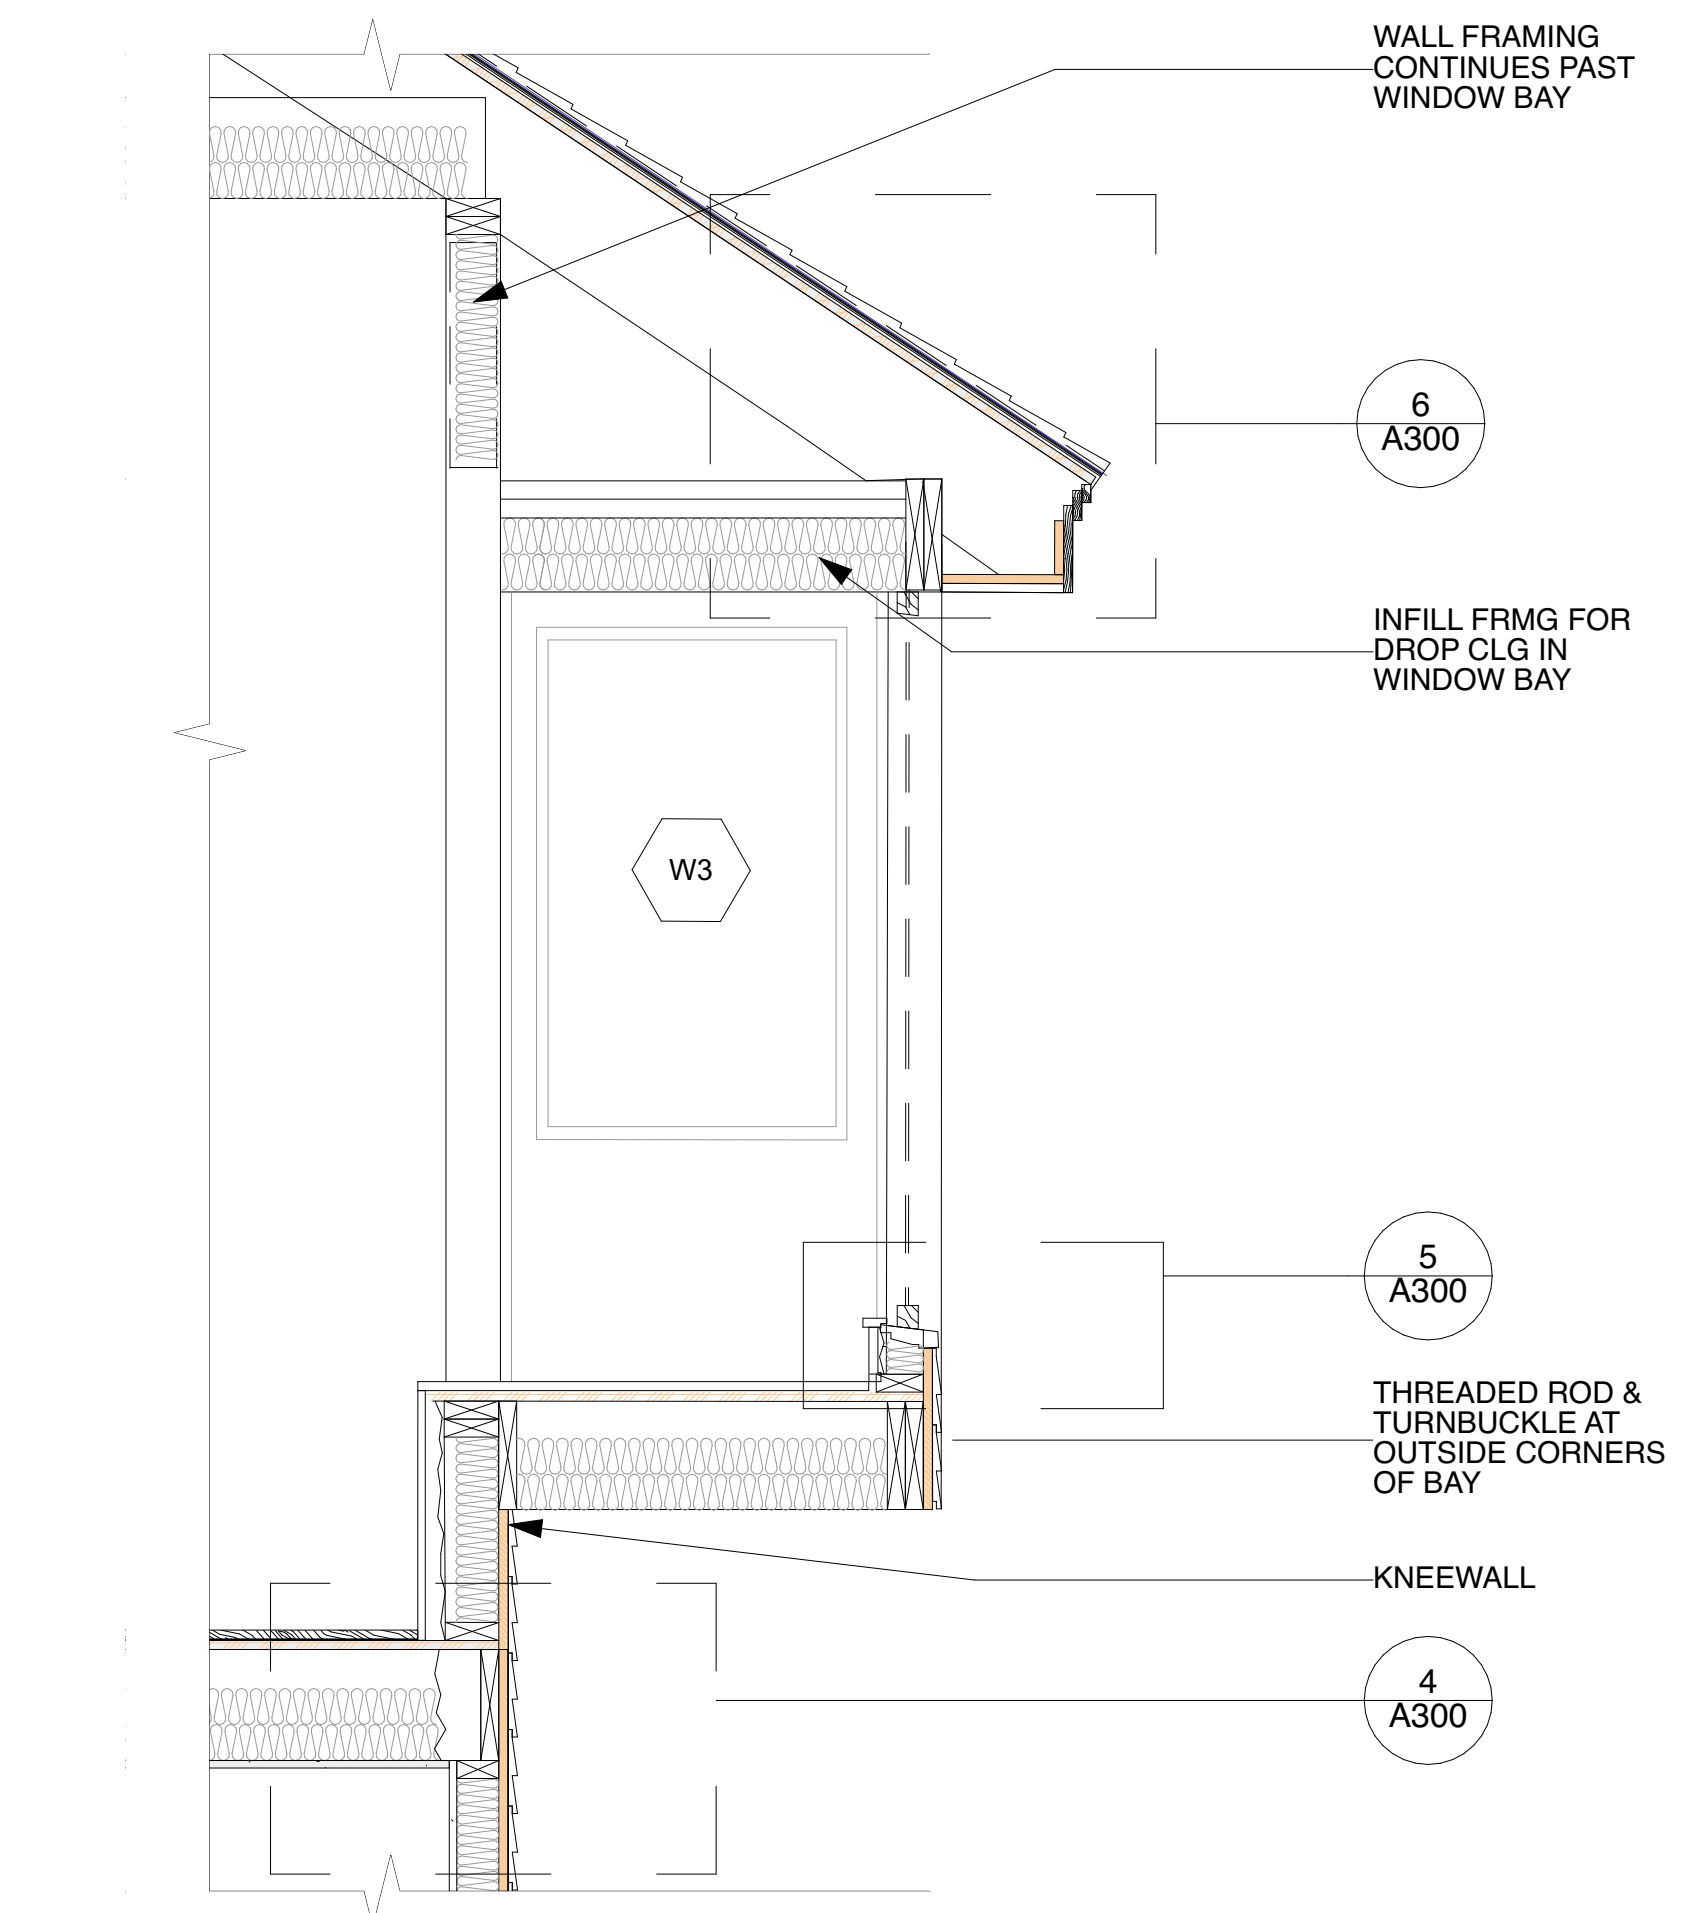 WALL FRAMING
CONTINUES PAST
WINDOW BAY
6
A300
INFILL FRMG FOR
DROP CLG IN
WINDOW BAY
W3
5
A300
THREADED ROD &
TURNBUCKLE AT
OUTSIDE CORNERS
OF BAY
KNEEWALL
4
A300